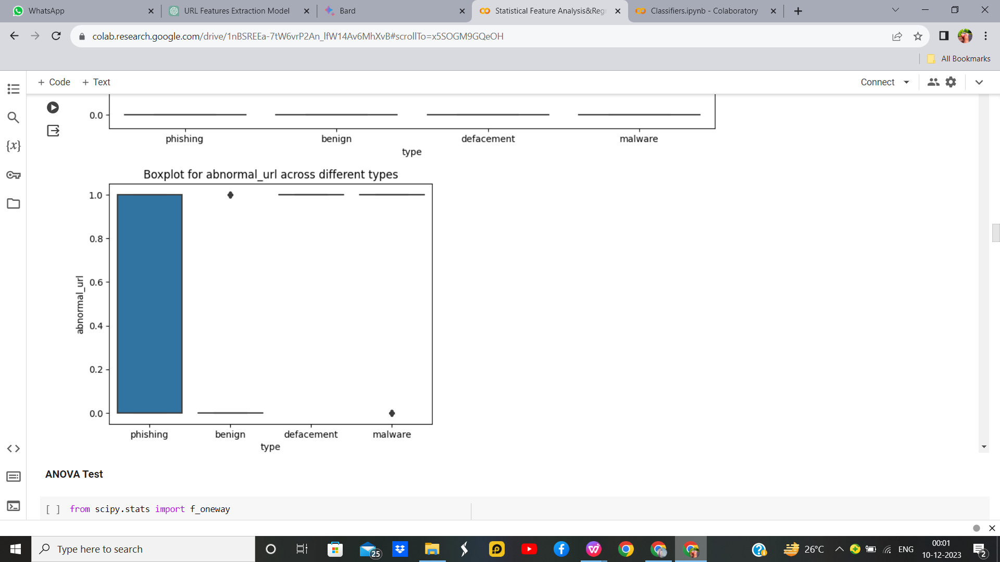 WhatsApp
URL Features Extraction Model
Bard
Statistical Feature Analysis&Reg
Classifiers.ipynb - Colaboratory
colab.research.google.com/drive/1nBSREEa-7tW6vrP2An_lfW14Av6MhXvB#scrollTo=x5SOGM9GQeOH
All Bookmarks
+ Code + Text
Connect
{x}
0.0
phishing benign defacement malware
type
Boxplot for abnormal_url across different types
1.0
0.8
0.6
0.4
0.2
0.0
abnormal_url
phishing benign defacement malware
type
ANOVA Test
[ ] from scipy.stats import f_oneway
Type here to search
25
26°C
ENG
00:01
10-12-2023
2